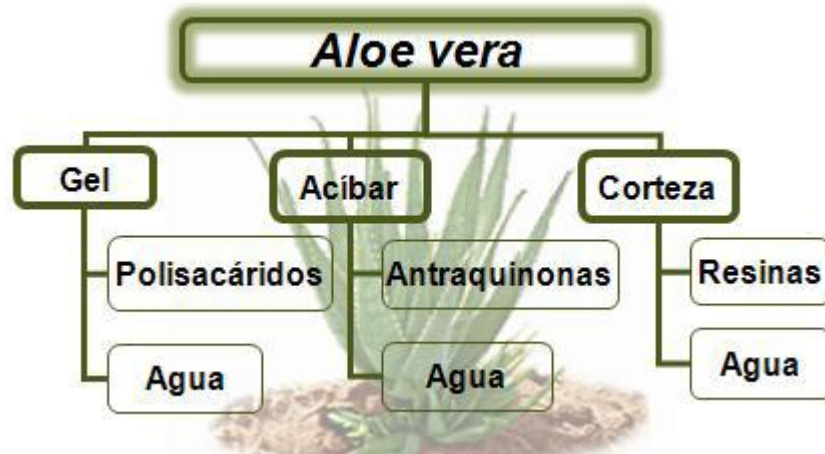 Aloe vera
Gel
Acíbar
Corteza
Polisacáridos
Antraquinonas
Resinas
Agua
Agua
Agua